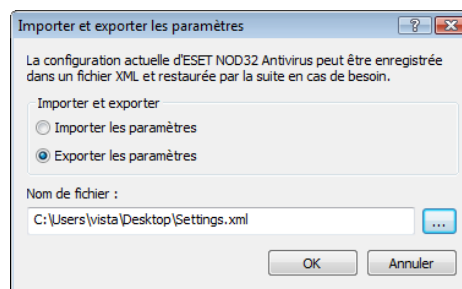 Importer et exporter les paramètres
La configuration actuelle d'ESET NOD32 Antivirus peut être enregistrée
dans un fichier XML et restaurée par la suite en cas de besoin.
Importer et exporter
Importer les paramètres
Exporter les paramètres
Nom de fichier :
C:\Users\vista\Desktop\Settings.xml
...
OK Annuler